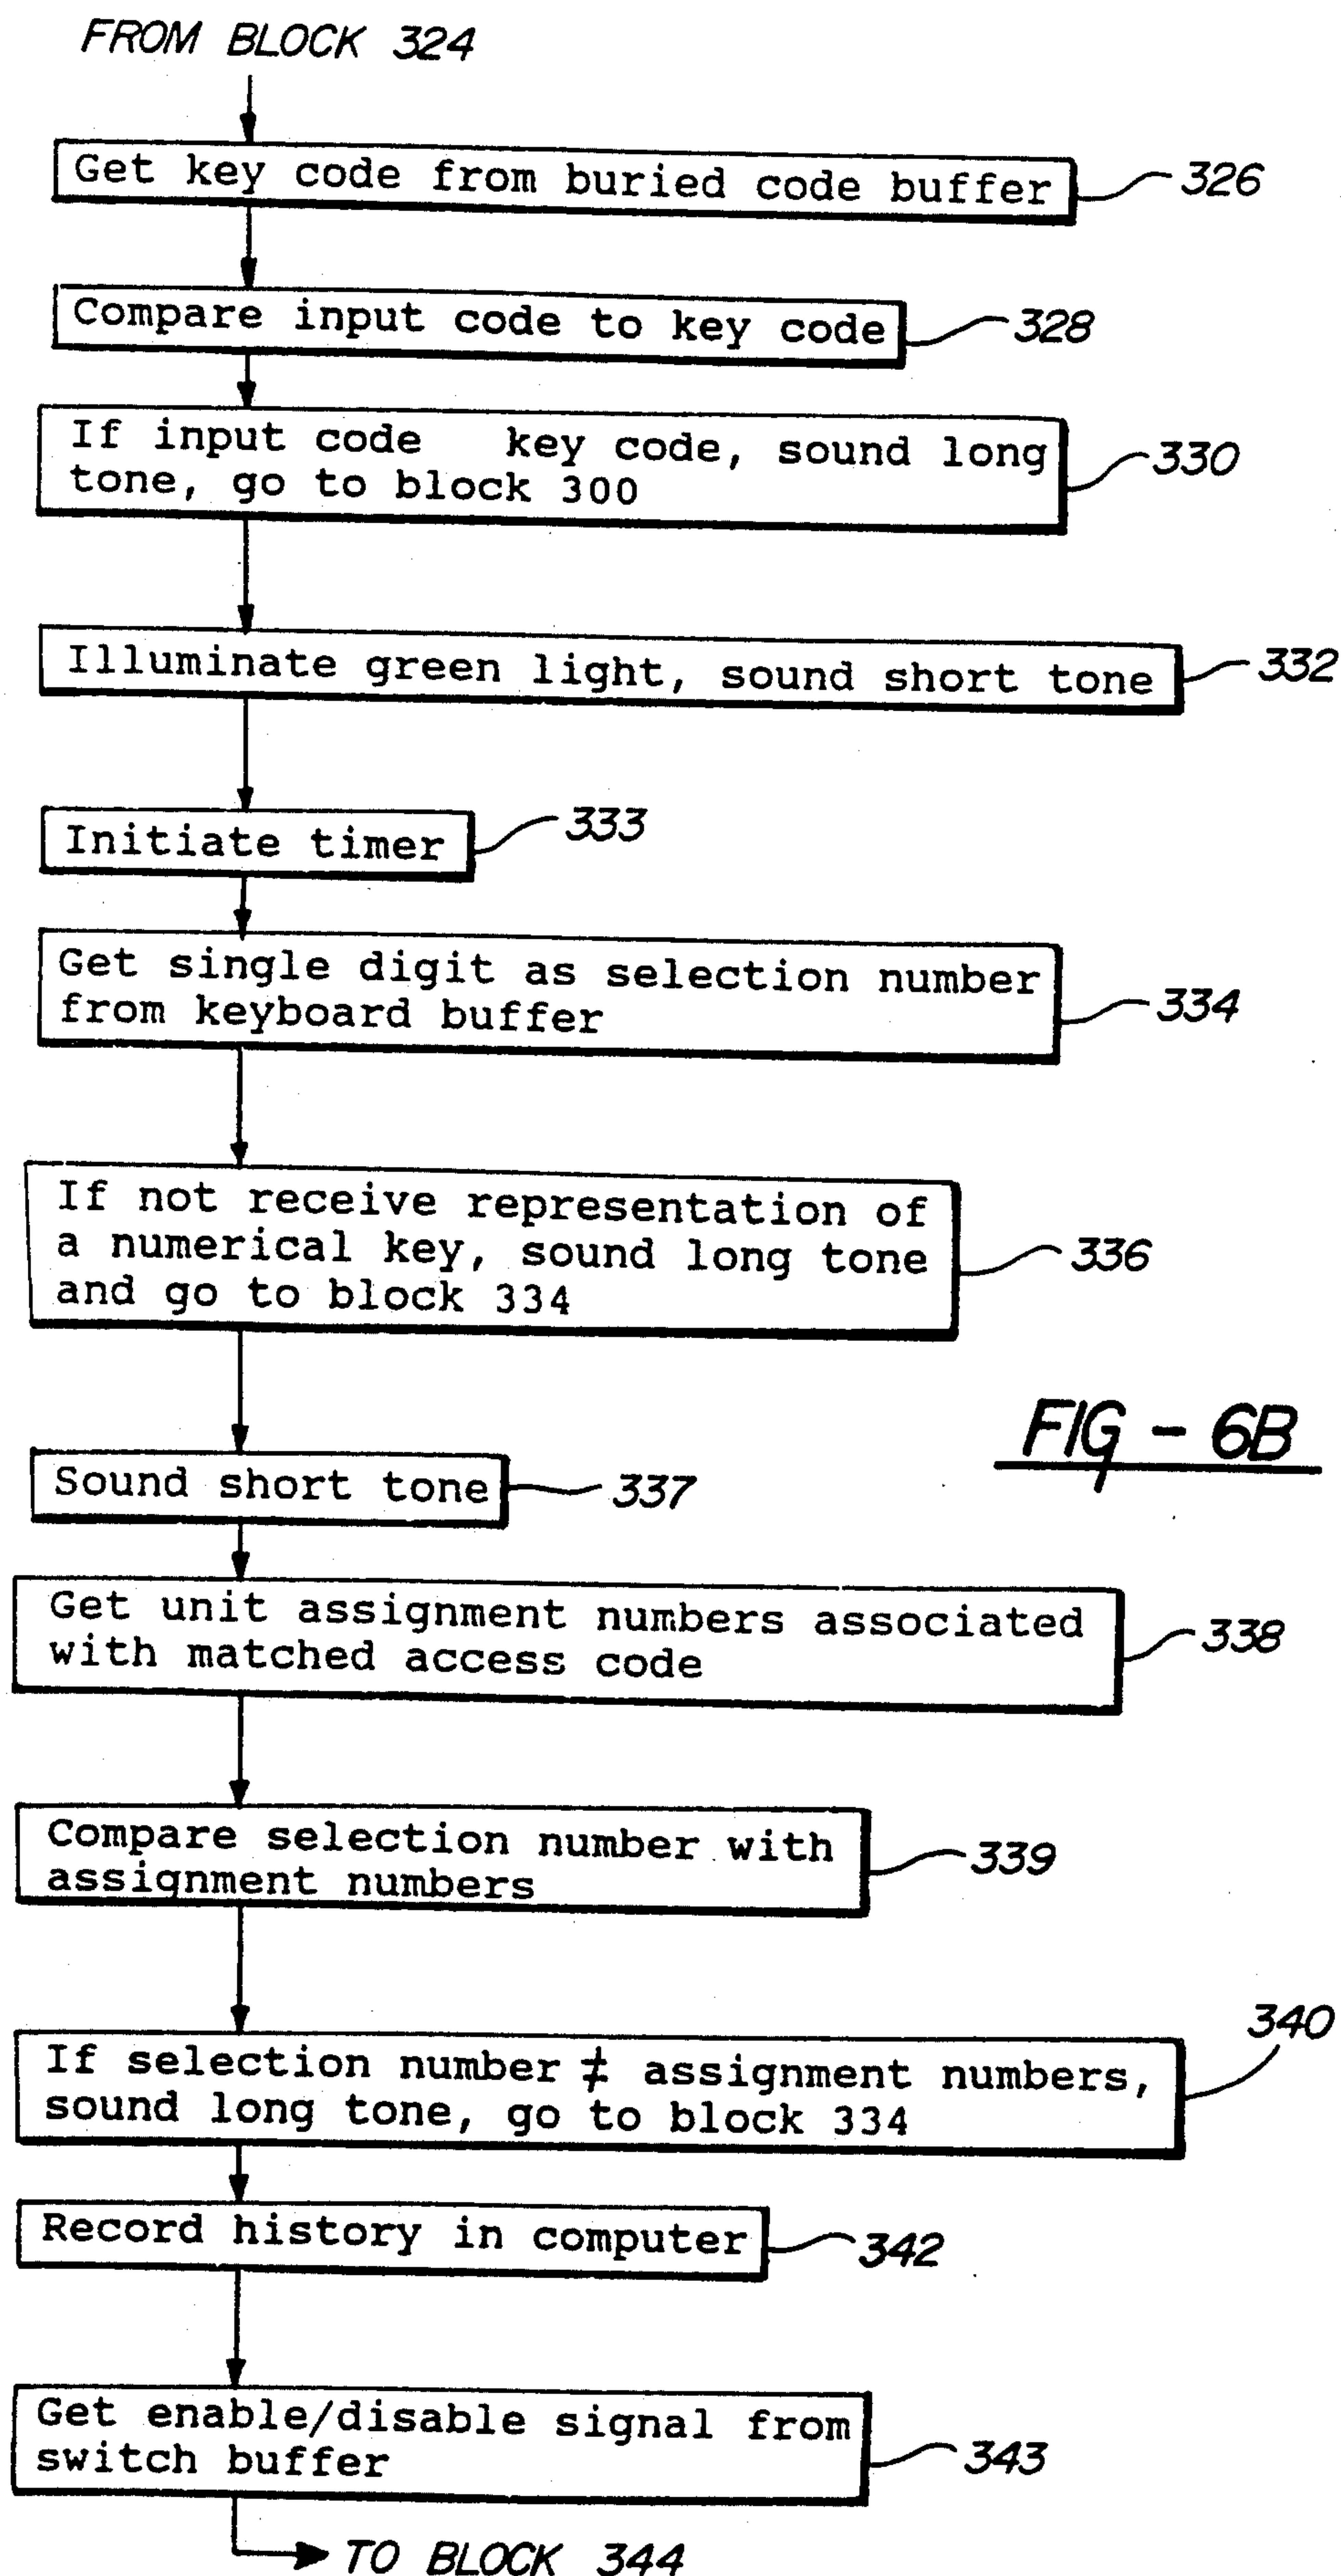 FROM BLOCK 324
Get key code from buried code buffer
326
Compare input code to key code
328
If input code key code, sound long
tone, go to block 300
330
Illuminate green light, sound short tone
332
Initiate timer
333
Get single digit as selection number
from keyboard buffer
334
If not receive representation of
a numerical key, sound long tone
and go to block 334
336
FIG - 6B
Sound short tone
337
Get unit assignment numbers associated
with matched access code
338
Compare selection number with
assignment numbers
339
340
If selection number ≠ assignment numbers,
sound long tone, go to block 334
Record history in computer
342
Get enable/disable signal from
switch buffer
343
TO BLOCK 344